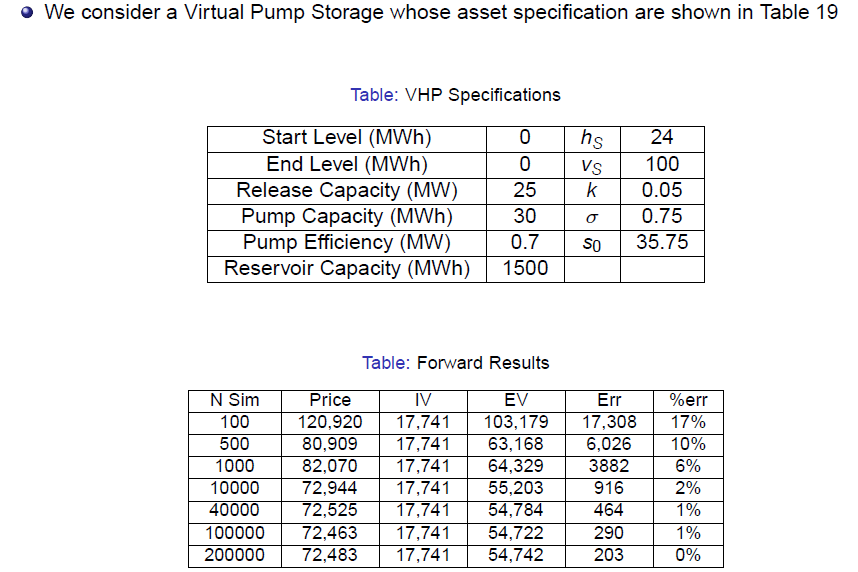 We consider a Virtual Pump Storage whose asset specification are shown in Table 19
Table: VHP Specifications
Start Level (MWh) 0 hS 24
End Level (MWh) 0 vS 100
Release Capacity (MW) 25 k 0.05
Pump Capacity (MWh) 30 σ 0.75
Pump Efficiency (MW) 0.7 s0 35.75
Reservoir Capacity (MWh) 1500
Table: Forward Results
N Sim Price IV EV Err %err
100 120,920 17,741 103,179 17,308 17%
500 80,909 17,741 63,168 6,026 10%
1000 82,070 17,741 64,329 3882 6%
10000 72,944 17,741 55,203 916 2%
40000 72,525 17,741 54,784 464 1%
100000 72,463 17,741 54,722 290 1%
200000 72,483 17,741 54,742 203 0%